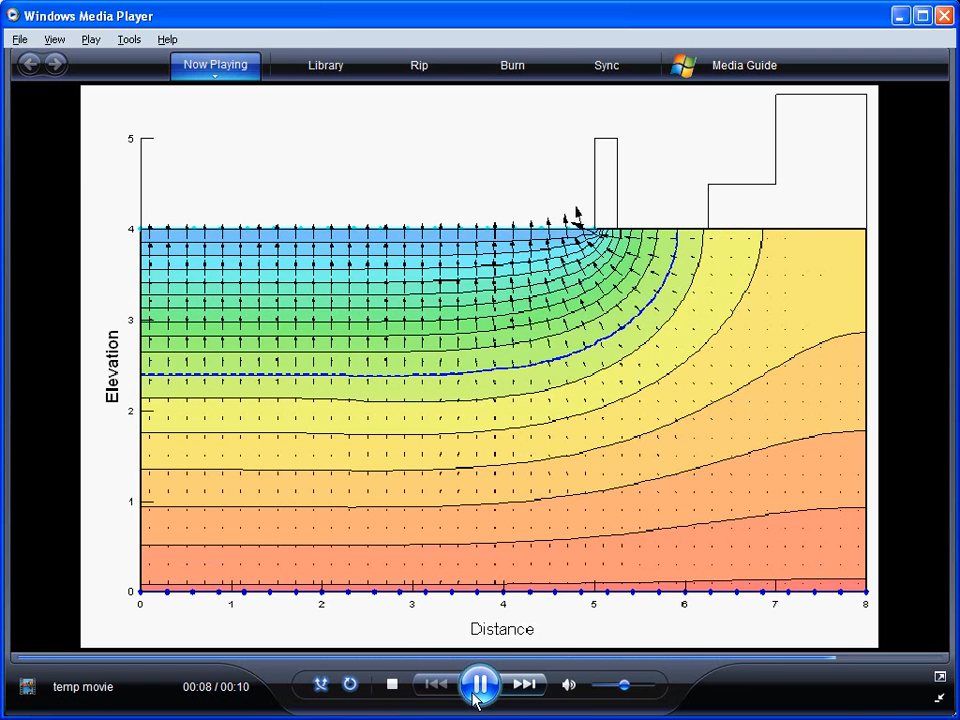 Windows Media Player
File View Play Tools Help
Now Playing Library Rip Burn Sync Media Guide
5
4
3
2
1
0
Elevation
0 1 2 3 4 5 6 7 8
Distance
temp movie 00:08 / 00:10